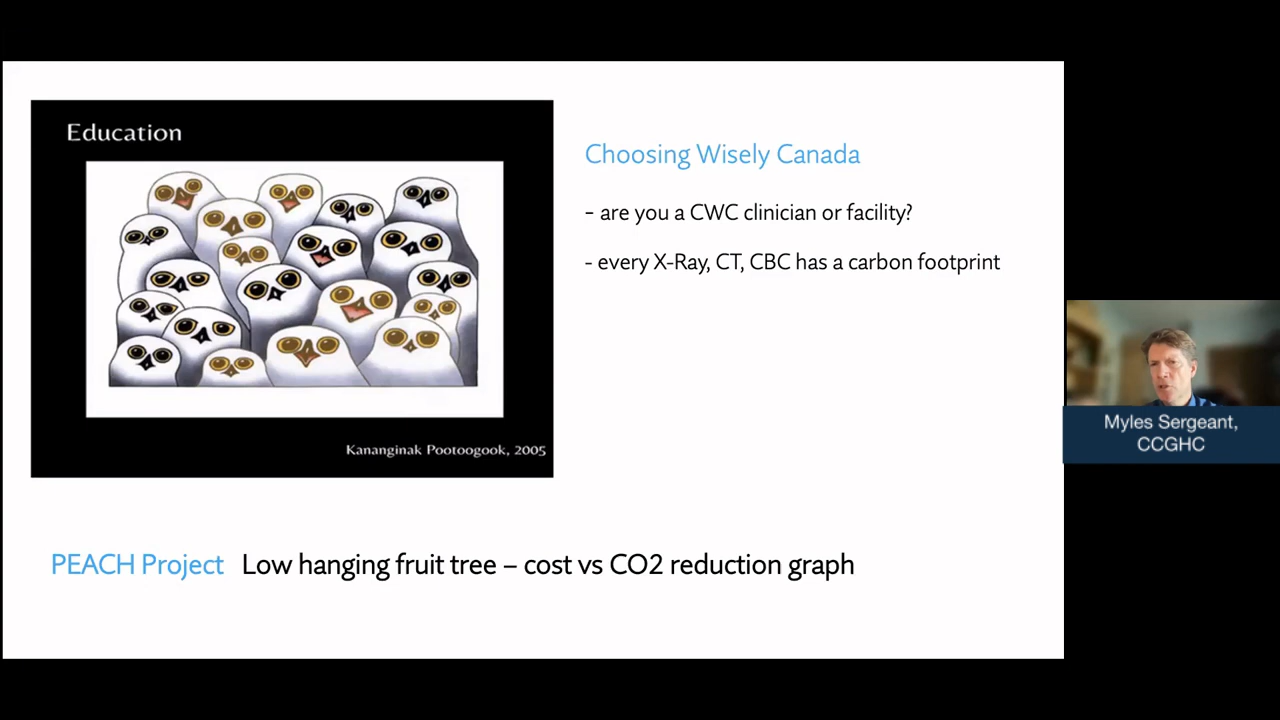 Education
Kananginak Pootoogook, 2005
Choosing Wisely Canada
- are you a CWC clinician or facility?
- every X-Ray, CT, CBC has a carbon footprint
PEACH Project Low hanging fruit tree – cost vs CO2 reduction graph
Myles Sergeant,
CCGHC